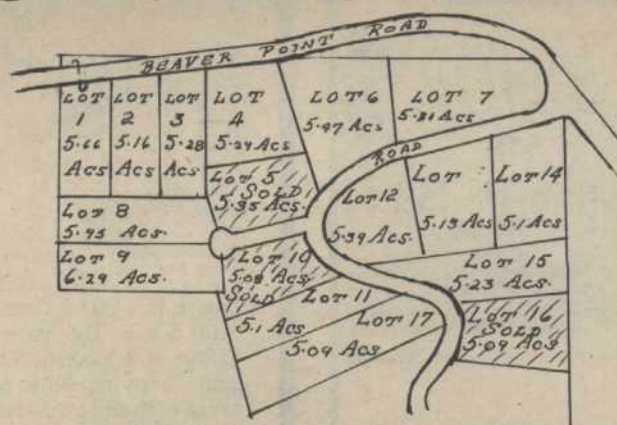 BEAVER POINT ROAD
LOT
1
5.66
Acs
LOT
2
5.16
Acs
LOT
3
5.28
Acs
LOT
4
5.29 Acs
LOT 6
5.47 Acs
LOT 7
5.31 Acs
ROAD
LOT 5
SOLD
5.35 Acs.
LOT 12
5.39 Acs.
LOT
5.13 Acs
LOT 14
5.1 Acs
LOT 8
5.95 Acs.
LOT 9
6.29 Acs.
LOT 10
5.08 Acs
SOLD
LOT 11
5.1 Acs
LOT 17
5.09 Acs
LOT 15
5.23 Acs.
LOT 16
SOLD
5.09 Acs